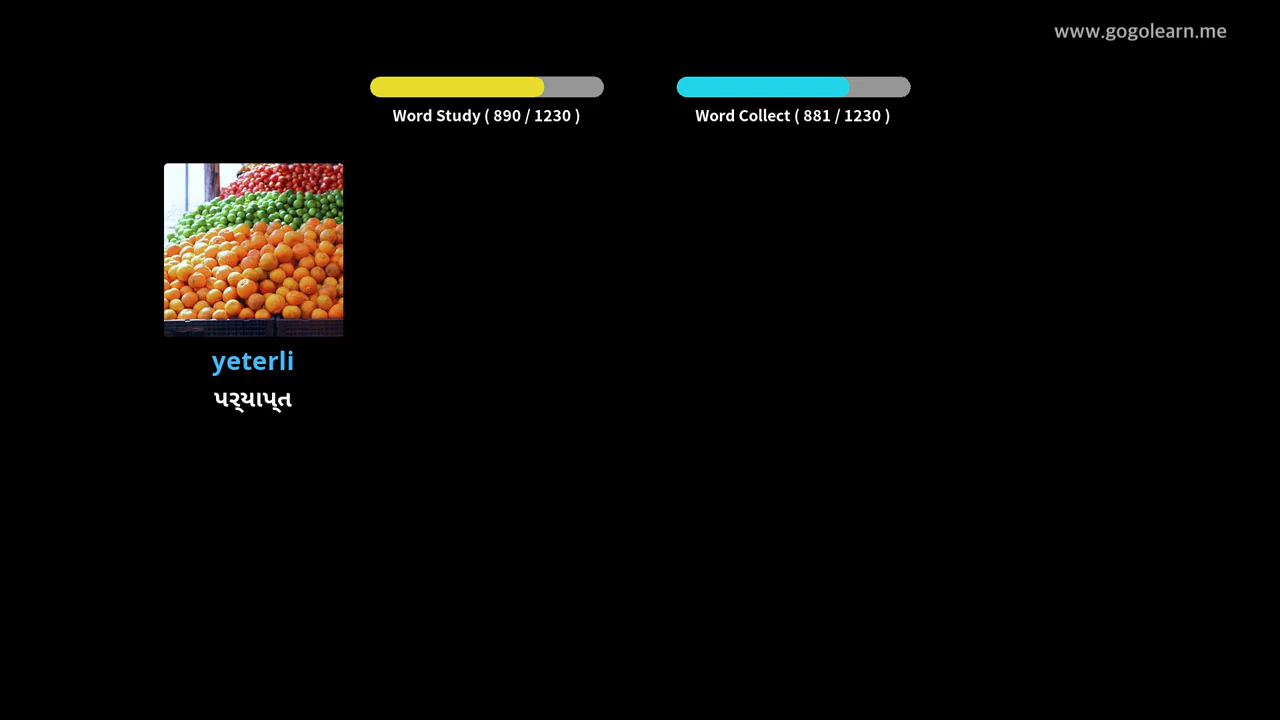 www.gogolearn.me
Word Study ( 890 / 1230 )
Word Collect ( 881 / 1230 )
yeterli
પર્યાપ્ત